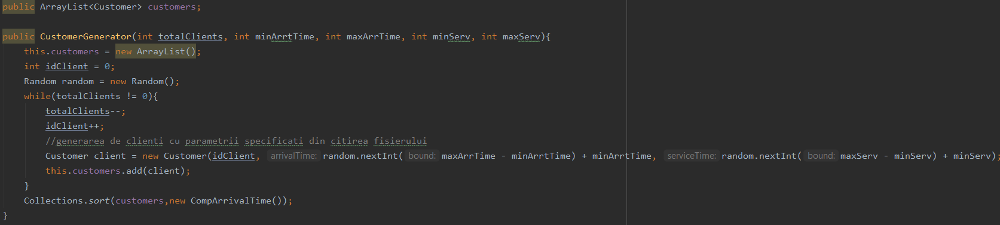 public ArrayList<Customer> customers;
public CustomerGenerator(int totalClients, int minArrtTime, int maxArrTime, int minServ, int maxServ){
this.customers = new ArrayList();
int idClient = 0;
Random random = new Random();
while(totalClients != 0){
totalClients--;
idClient++;
//generarea de clienti cu parametrii specificati din citirea fisierului
Customer client = new Customer(idClient, arrivalTime: random.nextInt( bound: maxArrTime - minArrtTime) + minArrtTime, serviceTime: random.nextInt( bound: maxServ - minServ) + minServ);
this.customers.add(client);
}
Collections.sort(customers,new CompArrivalTime());
}